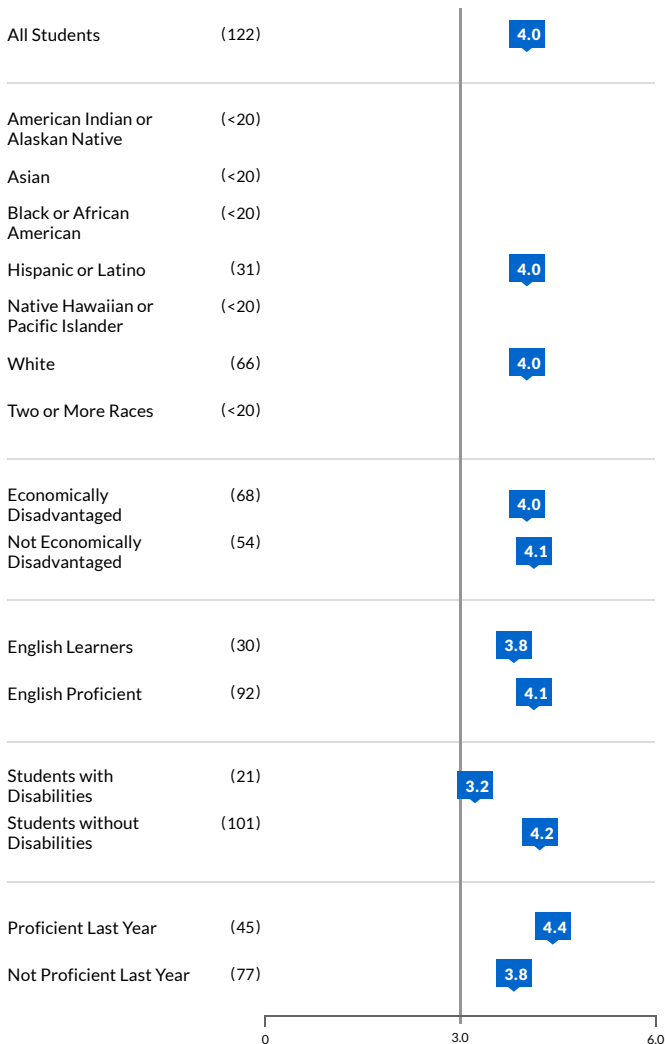 All Students (122) 4.0
American Indian or (<20)
Alaskan Native
Asian (<20)
Black or African (<20)
American
Hispanic or Latino (31) 4.0
Native Hawaiian or (<20)
Pacific Islander
White (66) 4.0
Two or More Races (<20)
Economically (68) 4.0
Disadvantaged
Not Economically (54) 4.1
Disadvantaged
English Learners (30) 3.8
English Proficient (92) 4.1
Students with (21) 3.2
Disabilities
Students without (101) 4.2
Disabilities
Proficient Last Year (45) 4.4
Not Proficient Last Year (77) 3.8
0 3.0 6.0